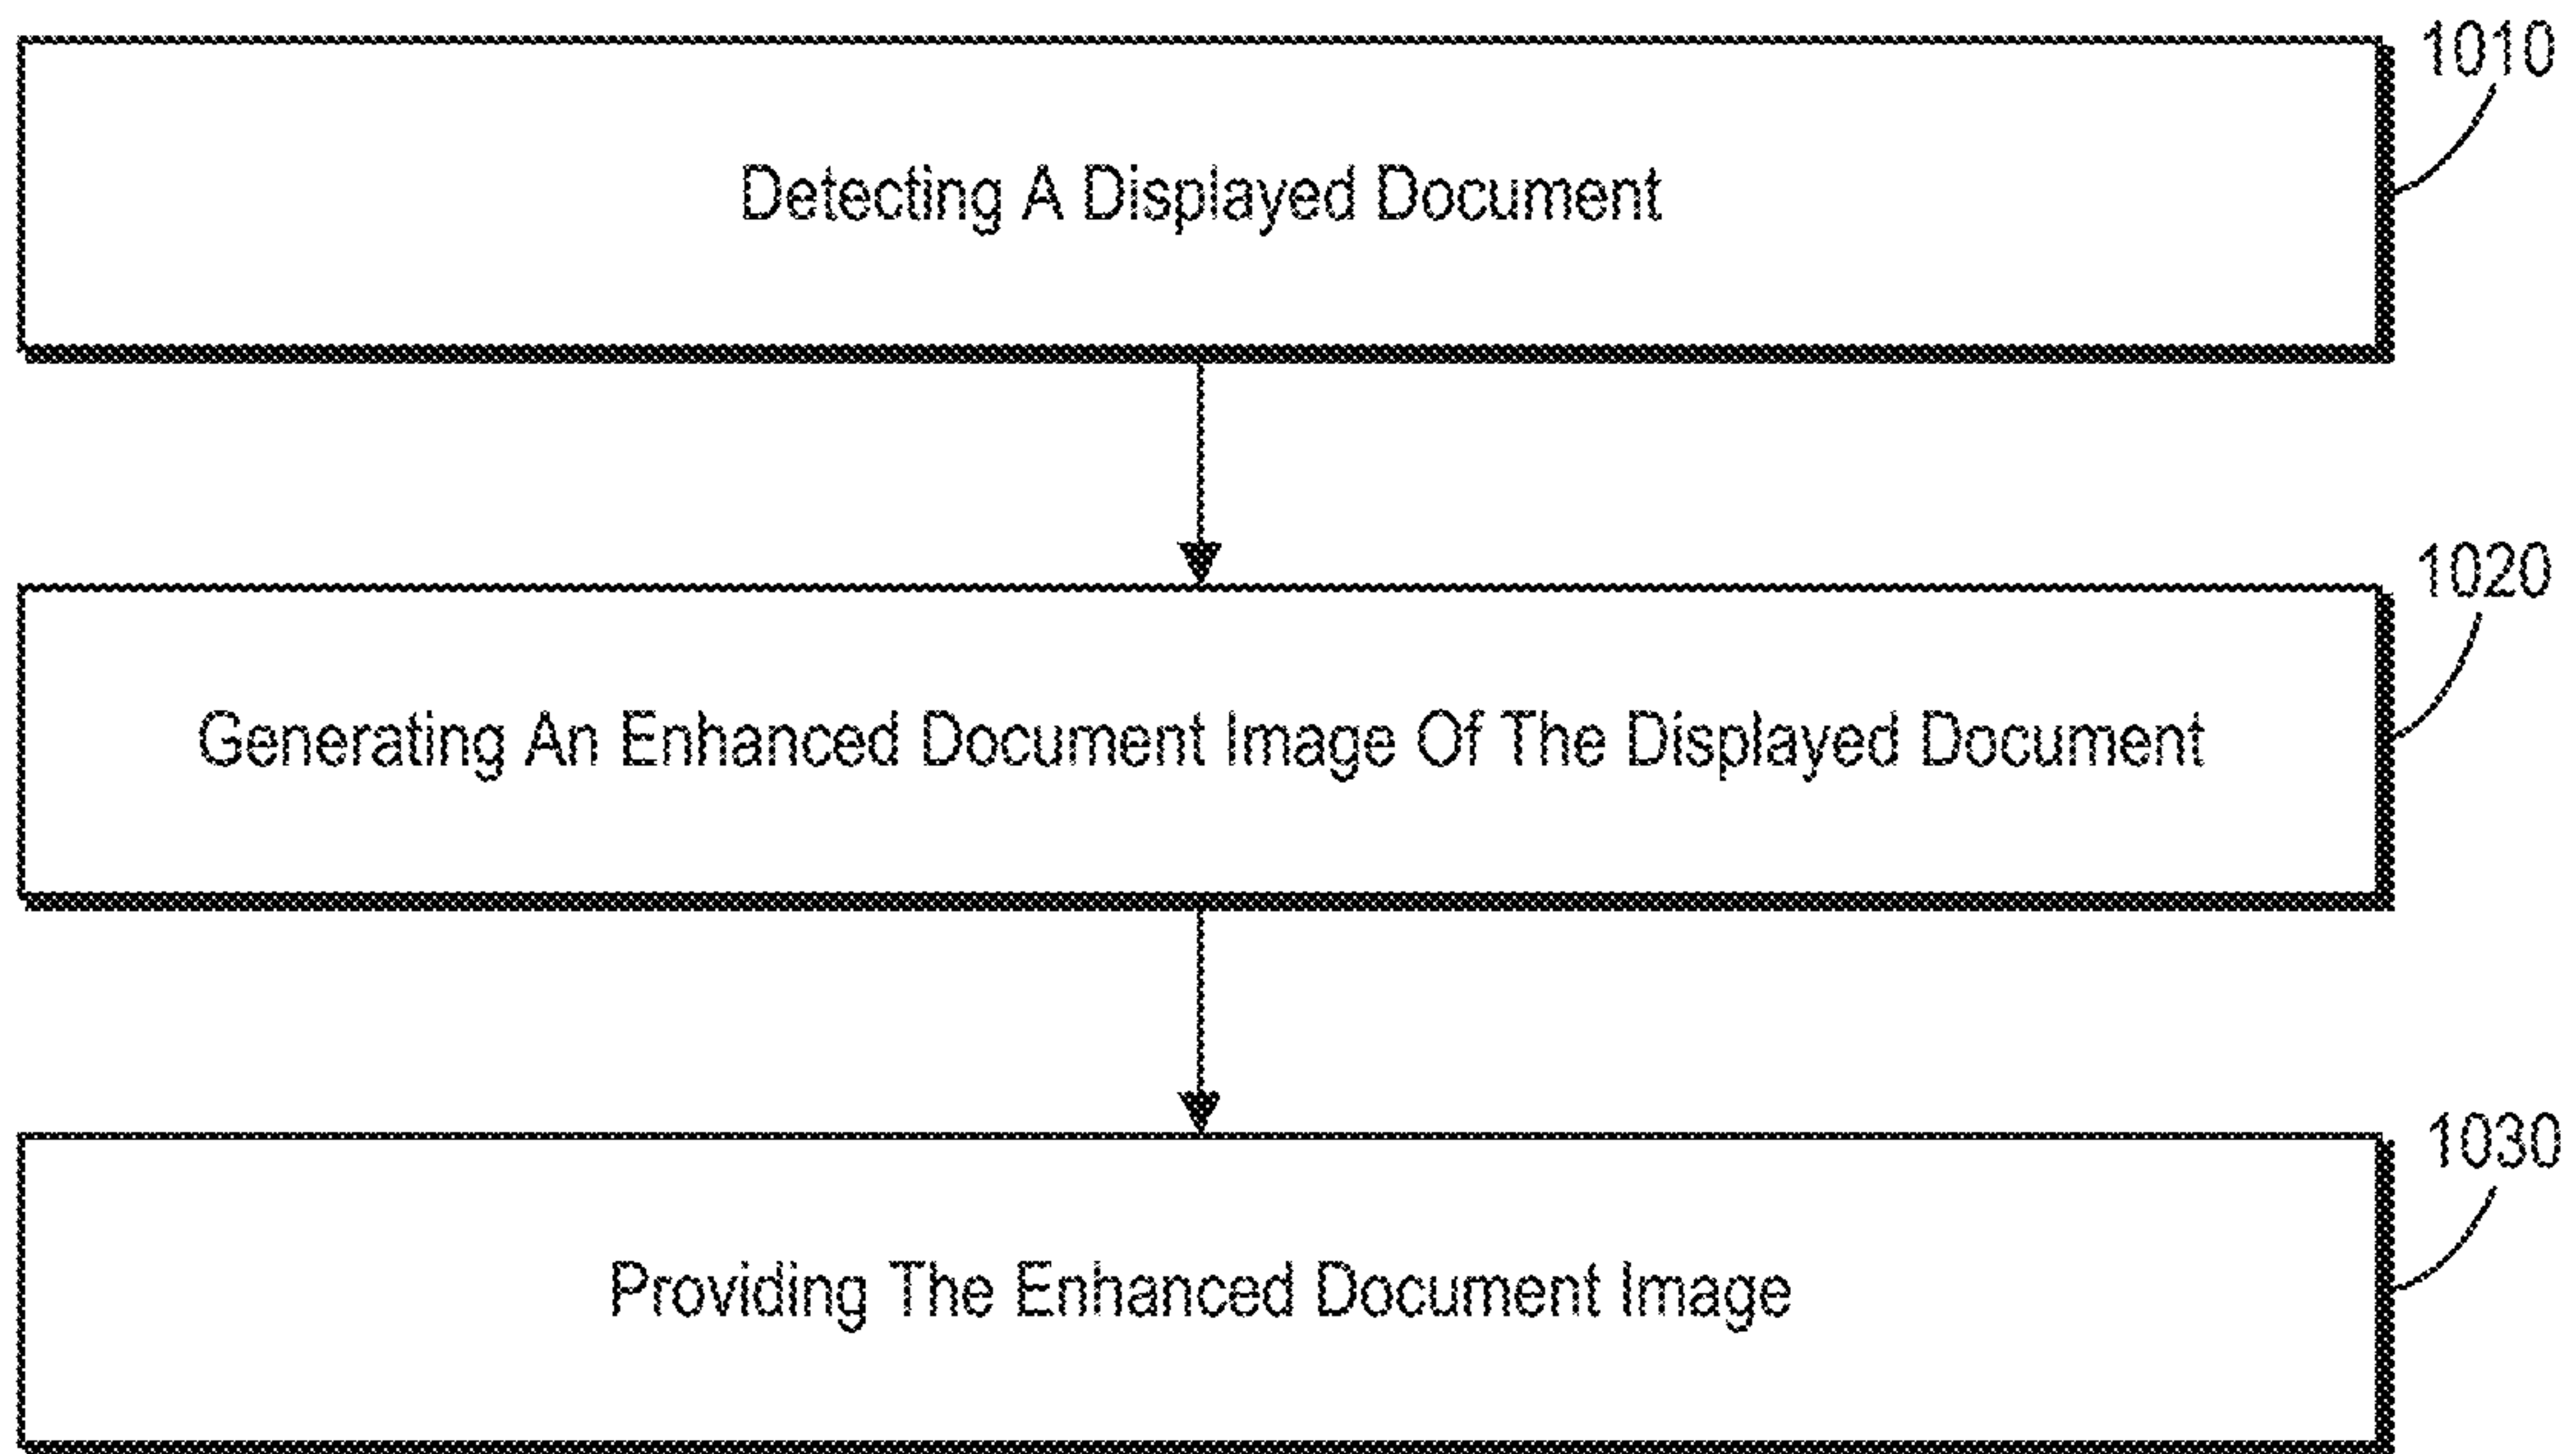 1010
Detecting A Displayed Document
1020
Generating An Enhanced Document Image Of The Displayed Document
1030
Providing The Enhanced Document Image